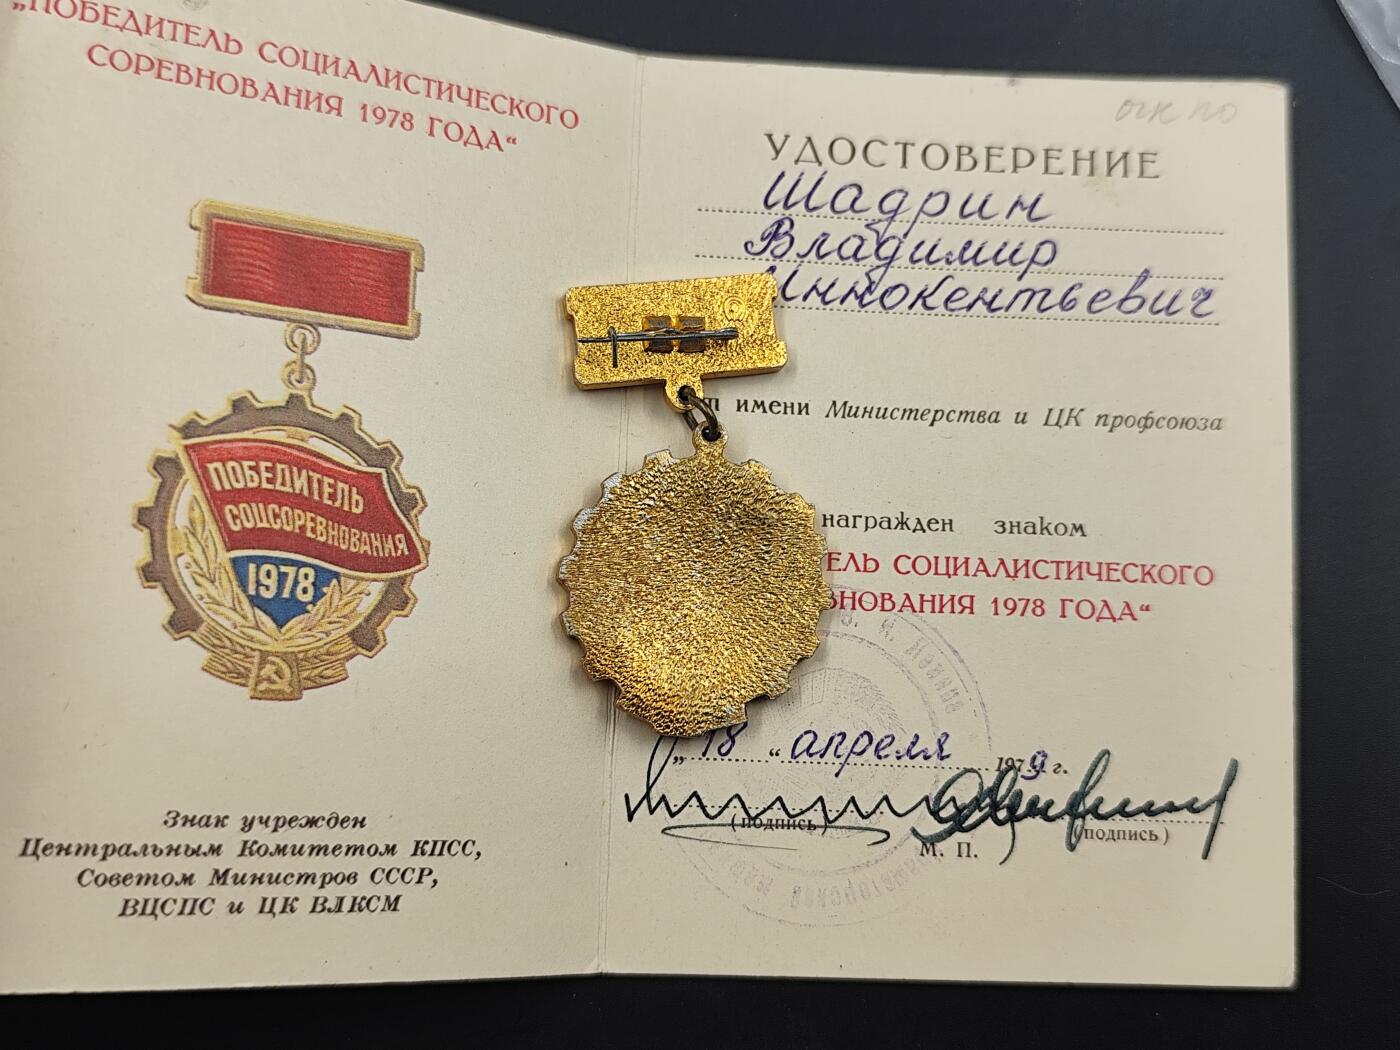 „ПОБЕДИТЕЛЬ СОЦИАЛИСТИЧЕСКОГО
СОРЕВНОВАНИЯ 1978 ГОДА“
ПОБЕДИТЕЛЬ
СОЦСОРЕВНОВАНИЯ
1978
Знак учрежден
Центральным Комитетом КПСС,
Советом Министров СССР,
ВЦСПС и ЦК ВЛКСМ
УДОСТОВЕРЕНИЕ
Шадрин
Владимир
Иннокентьевич
имени Министерства и ЦК профсоюза
награжден знаком
ТЕЛЬ СОЦИАЛИСТИЧЕСКОГО
ВНОВАНИЯ 1978 ГОДА“
„18“ апреля 1979 г.
(подпись) (подпись)
М. П.